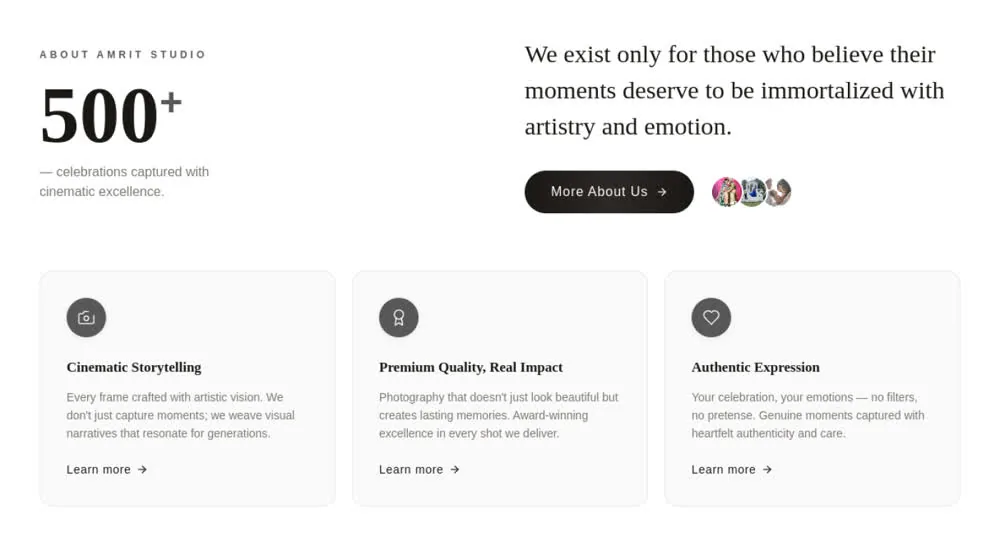 ABOUT AMRIT STUDIO
500+
— celebrations captured with
cinematic excellence.
We exist only for those who believe their
moments deserve to be immortalized with
artistry and emotion.
More About Us →
Cinematic Storytelling
Every frame crafted with artistic vision. We
don't just capture moments; we weave visual
narratives that resonate for generations.
Learn more →
Premium Quality, Real Impact
Photography that doesn't just look beautiful but
creates lasting memories. Award-winning
excellence in every shot we deliver.
Learn more →
Authentic Expression
Your celebration, your emotions — no filters,
no pretense. Genuine moments captured with
heartfelt authenticity and care.
Learn more →